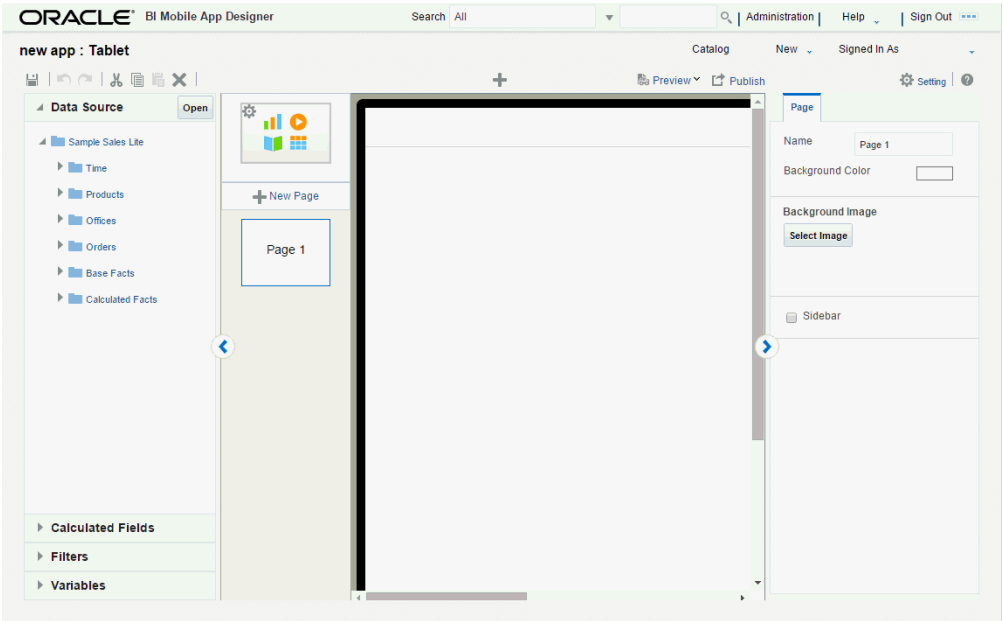 ORACLE BI Mobile App Designer Search All Administration Help Sign Out
new app : Tablet Catalog New Signed In As
Preview Publish Setting
Data Source Open
Sample Sales Lite
Time
Products
Offices
Orders
Base Facts
Calculated Facts
Calculated Fields
Filters
Variables
New Page
Page 1
Page
Name Page 1
Background Color
Background Image
Select Image
Sidebar